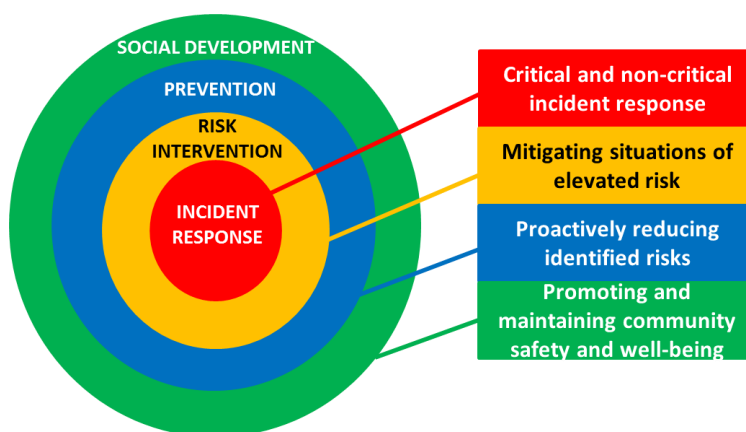 SOCIAL DEVELOPMENT
PREVENTION
RISK
INTERVENTION
INCIDENT
RESPONSE
Critical and non-critical
incident response
Mitigating situations of
elevated risk
Proactively reducing
identified risks
Promoting and
maintaining community
safety and well-being